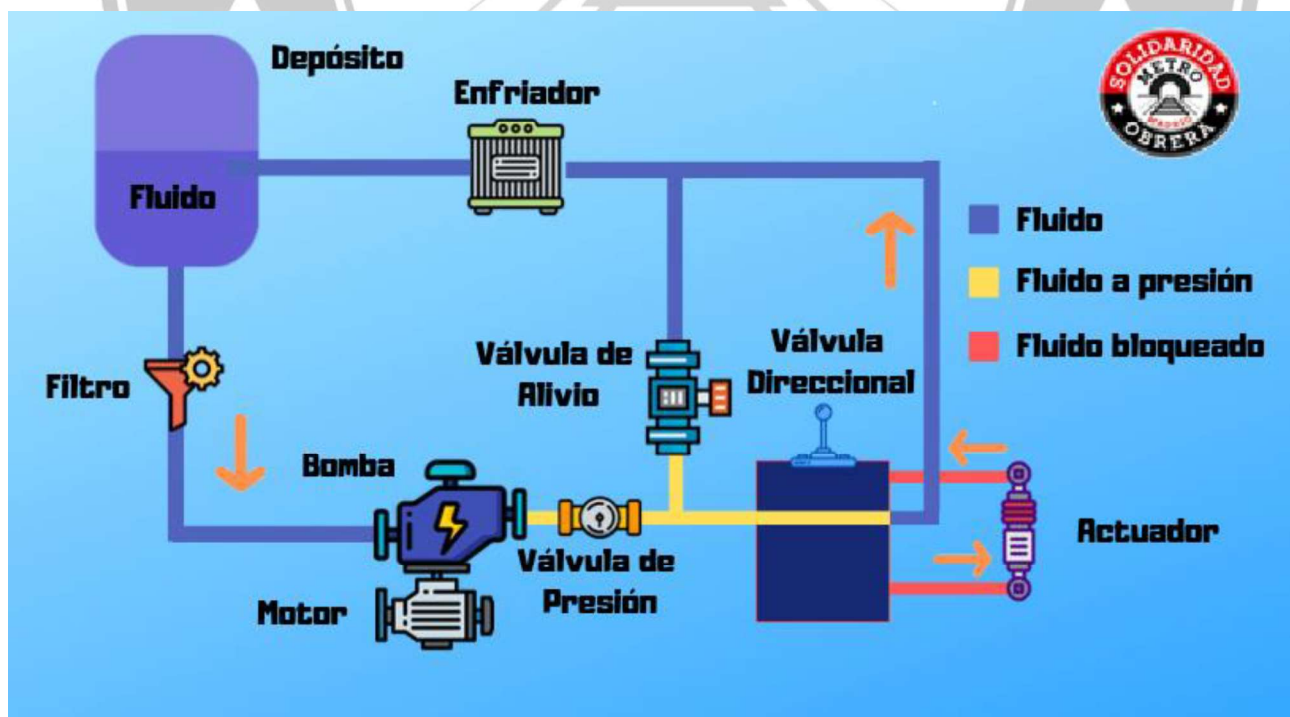 Depósito
Enfriador
Fluido
SOLIDARIDAD
METRO
MADRID
OBRERA
Fluido
Fluido a presión
Fluido bloqueado
Válvula de
Alivio
Válvula
Direccional
Filtro
Bomba
Válvula de
Presión
Actuador
Motor